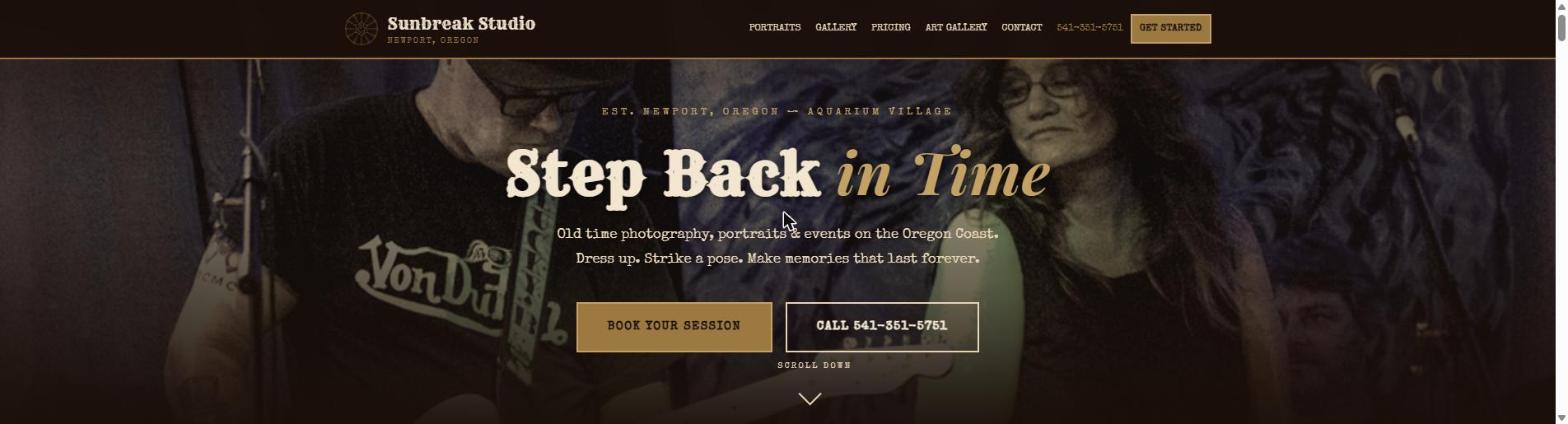 Sunbreak Studio
NEWPORT, OREGON
PORTRAITS GALLERY PRICING ART GALLERY CONTACT 541-351-5751 GET STARTED
EST. NEWPORT, OREGON — AQUARIUM VILLAGE
Step Back in Time
Old time photography, portraits & events on the Oregon Coast.
Dress up. Strike a pose. Make memories that last forever.
BOOK YOUR SESSION CALL 541-351-5751
SCROLL DOWN